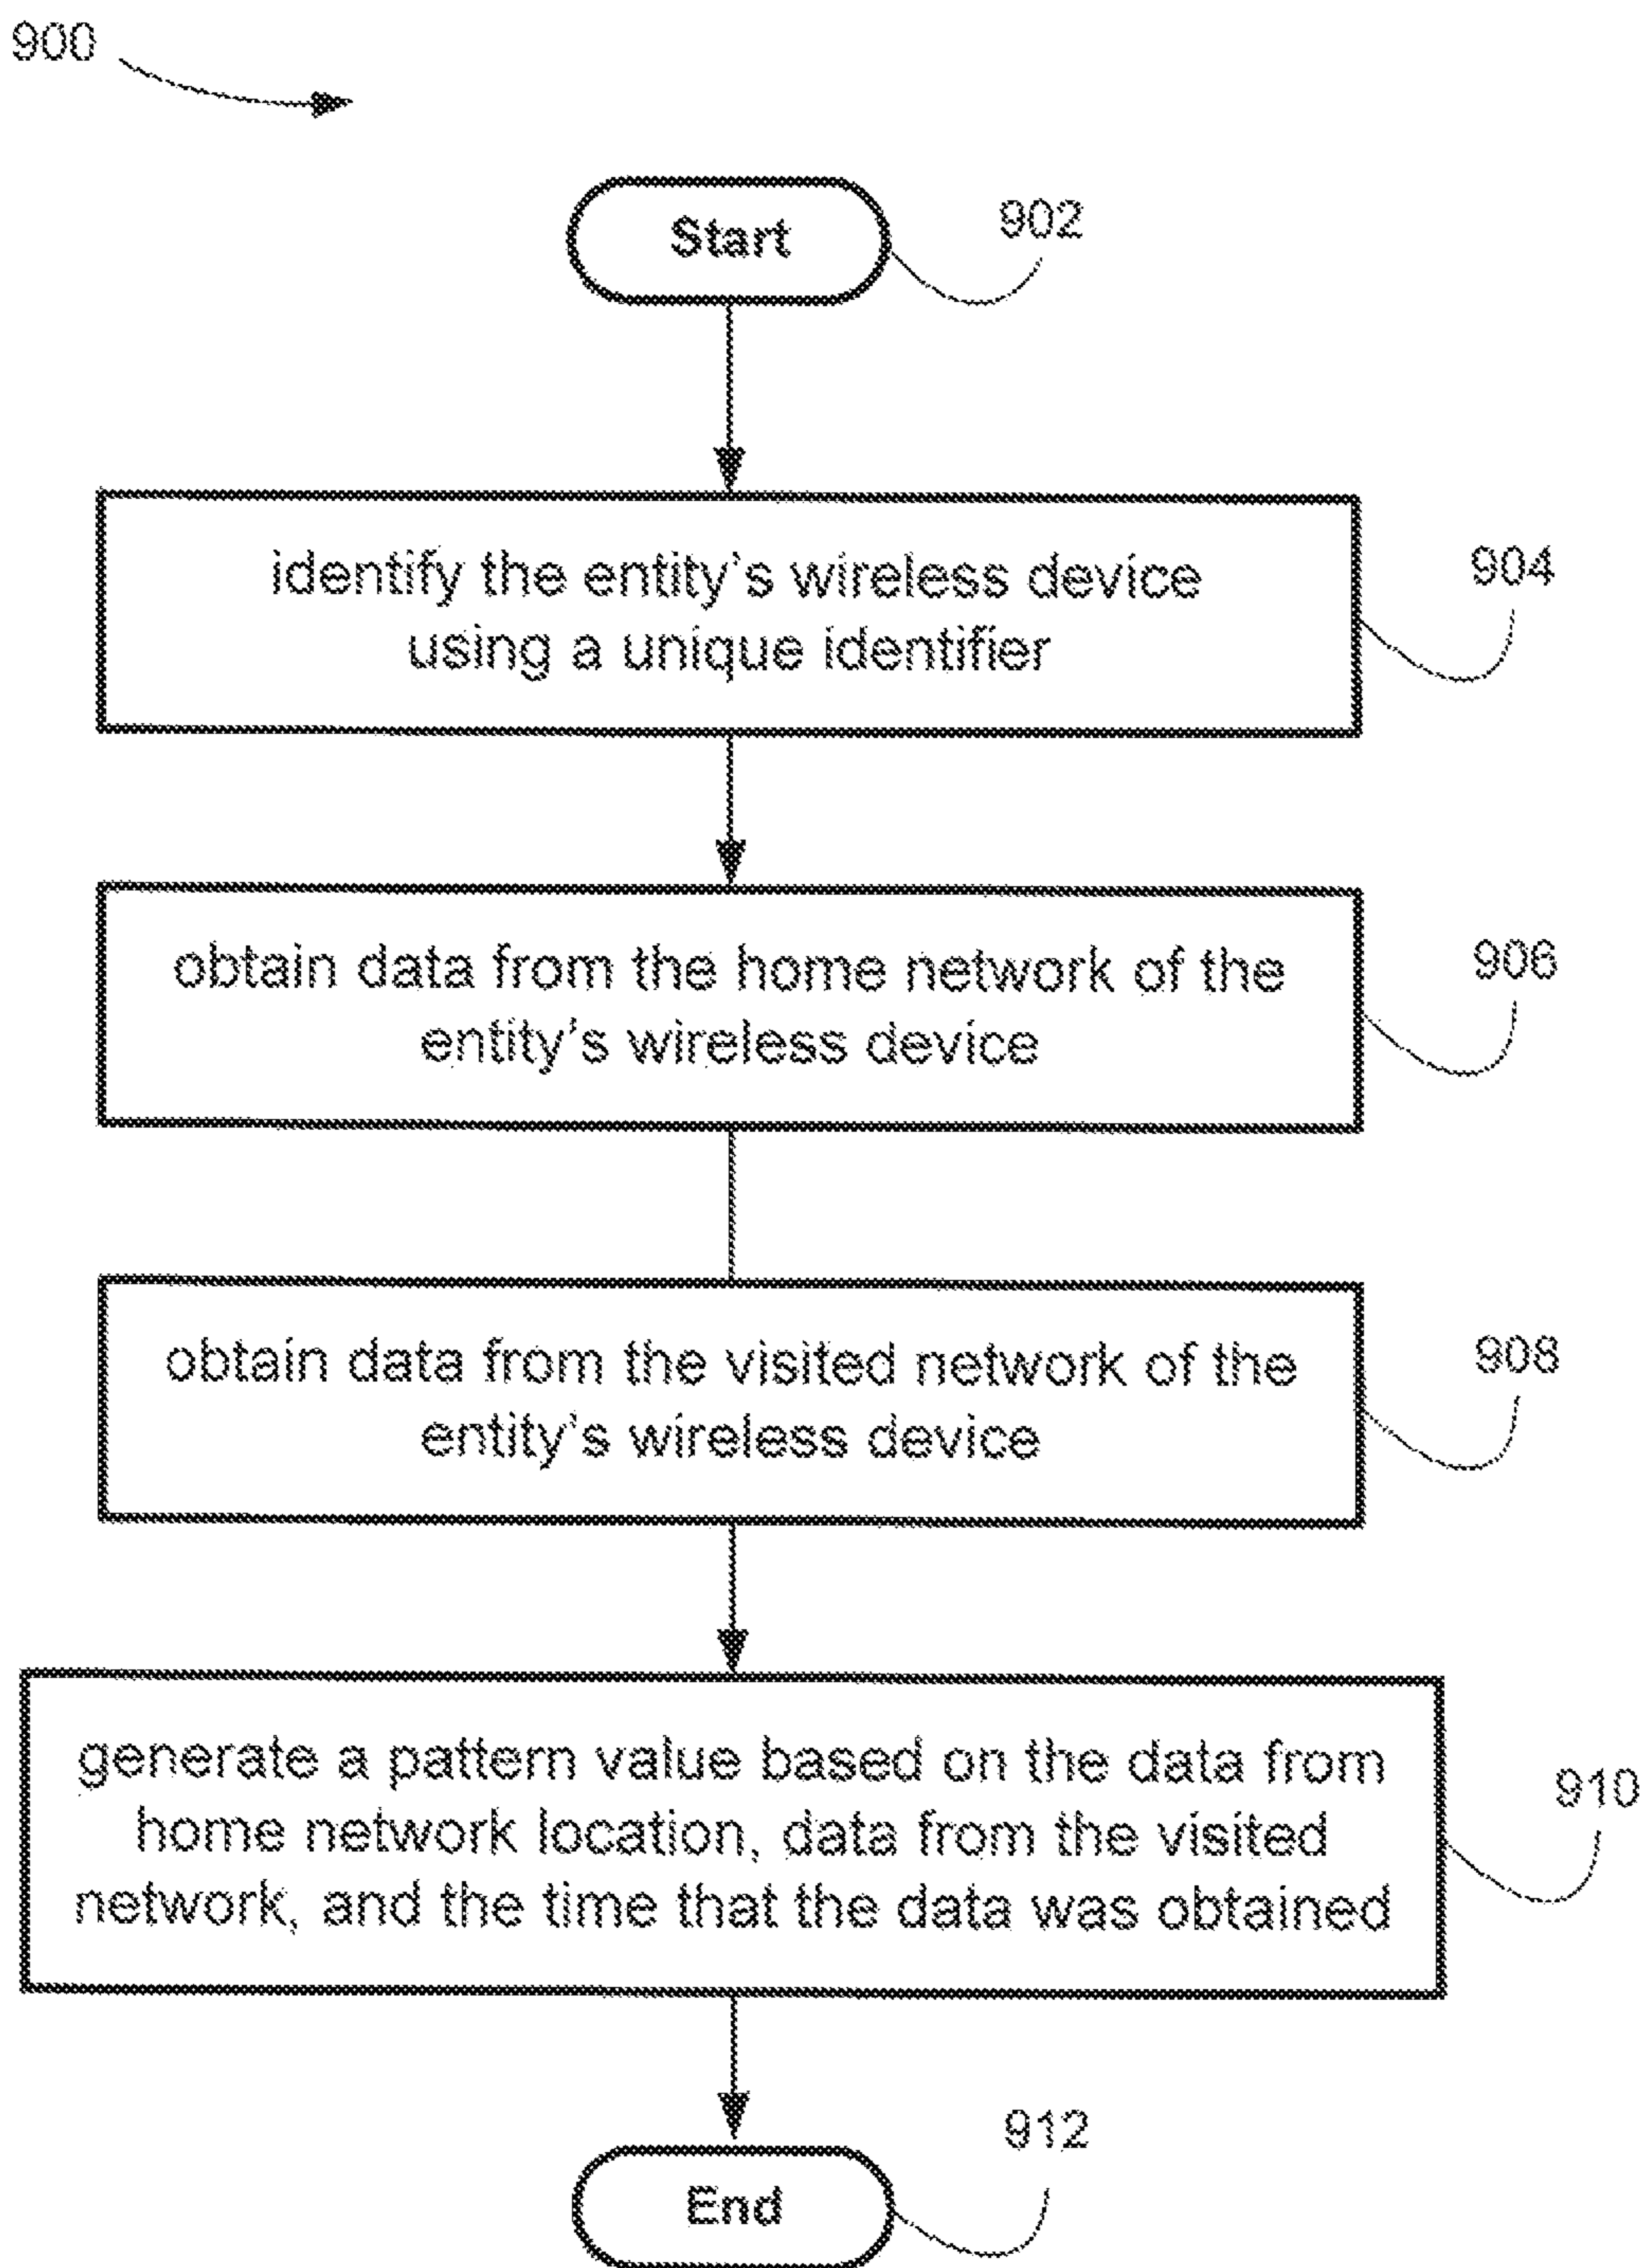 900
Start
902
identify the entity's wireless device
using a unique identifier
904
obtain data from the home network of the
entity's wireless device
906
obtain data from the visited network of the
entity's wireless device
908
generate a pattern value based on the data from
home network location, data from the visited
network, and the time that the data was obtained
910
912
End